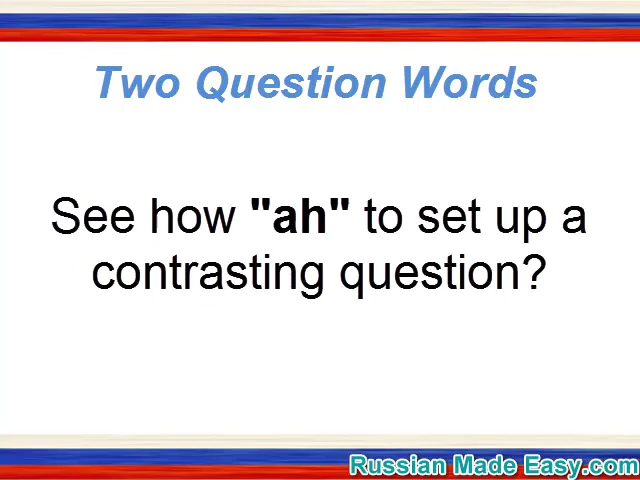 Two Question Words
See how "ah" to set up a
contrasting question?
Russian Made Easy.com